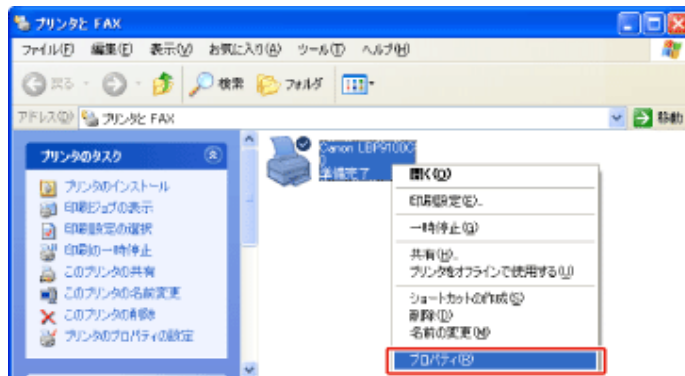 プリンタと FAX
ファイル(F) 編集(E) 表示(V) お気に入り(A) ツール(T) ヘルプ(H)
戻る 検索 フォルダ
アドレス(D) プリンタと FAX 移動
プリンタのタスク
プリンタのインストール
印刷ジョブの表示
印刷設定の選択
印刷の一時停止
このプリンタの共有
このプリンタの名前変更
このプリンタの削除
プリンタのプロパティの設定
Canon LBP9100C
0
準備完了
開く(O)
印刷設定(E)...
一時停止(G)
共有(H)...
プリンタをオフラインで使用する(U)
ショートカットの作成(S)
削除(D)
名前の変更(M)
プロパティ(R)